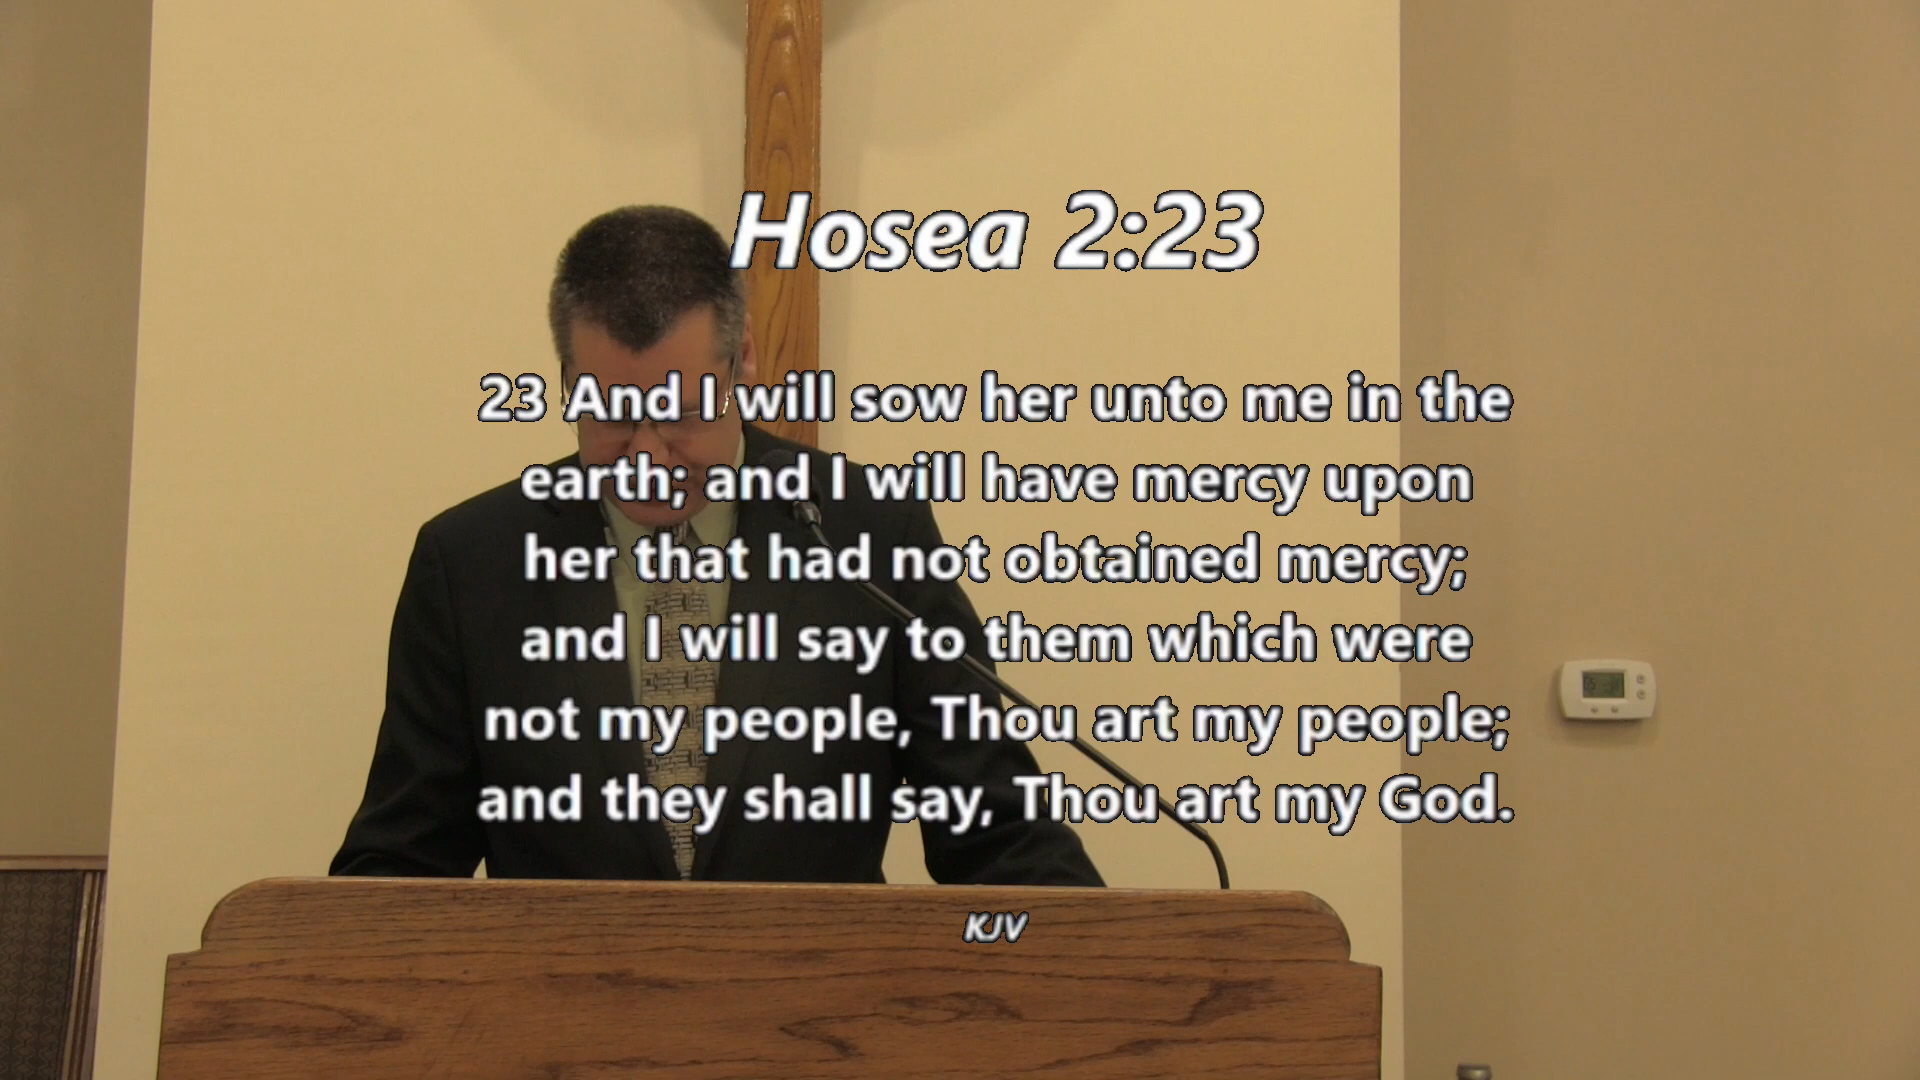 Hosea 2:23
23 And I will sow her unto me in the
earth; and I will have mercy upon
her that had not obtained mercy;
and I will say to them which were
not my people, Thou art my people;
and they shall say, Thou art my God.
KJV